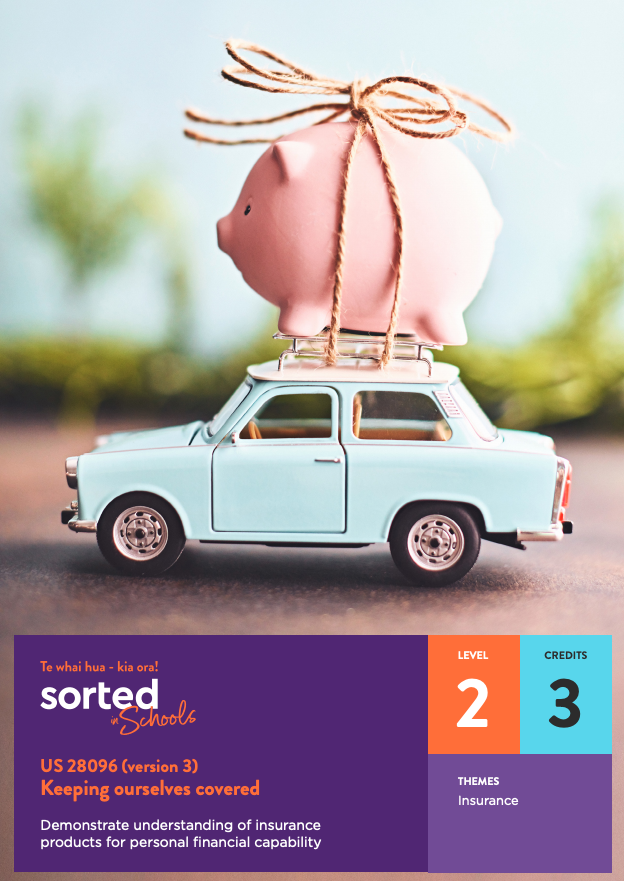 Te whai hua - kia ora!
sorted
in Schools
US 28096 (version 3)
Keeping ourselves covered
Demonstrate understanding of insurance
products for personal financial capability
LEVEL
2
CREDITS
3
THEMES
Insurance